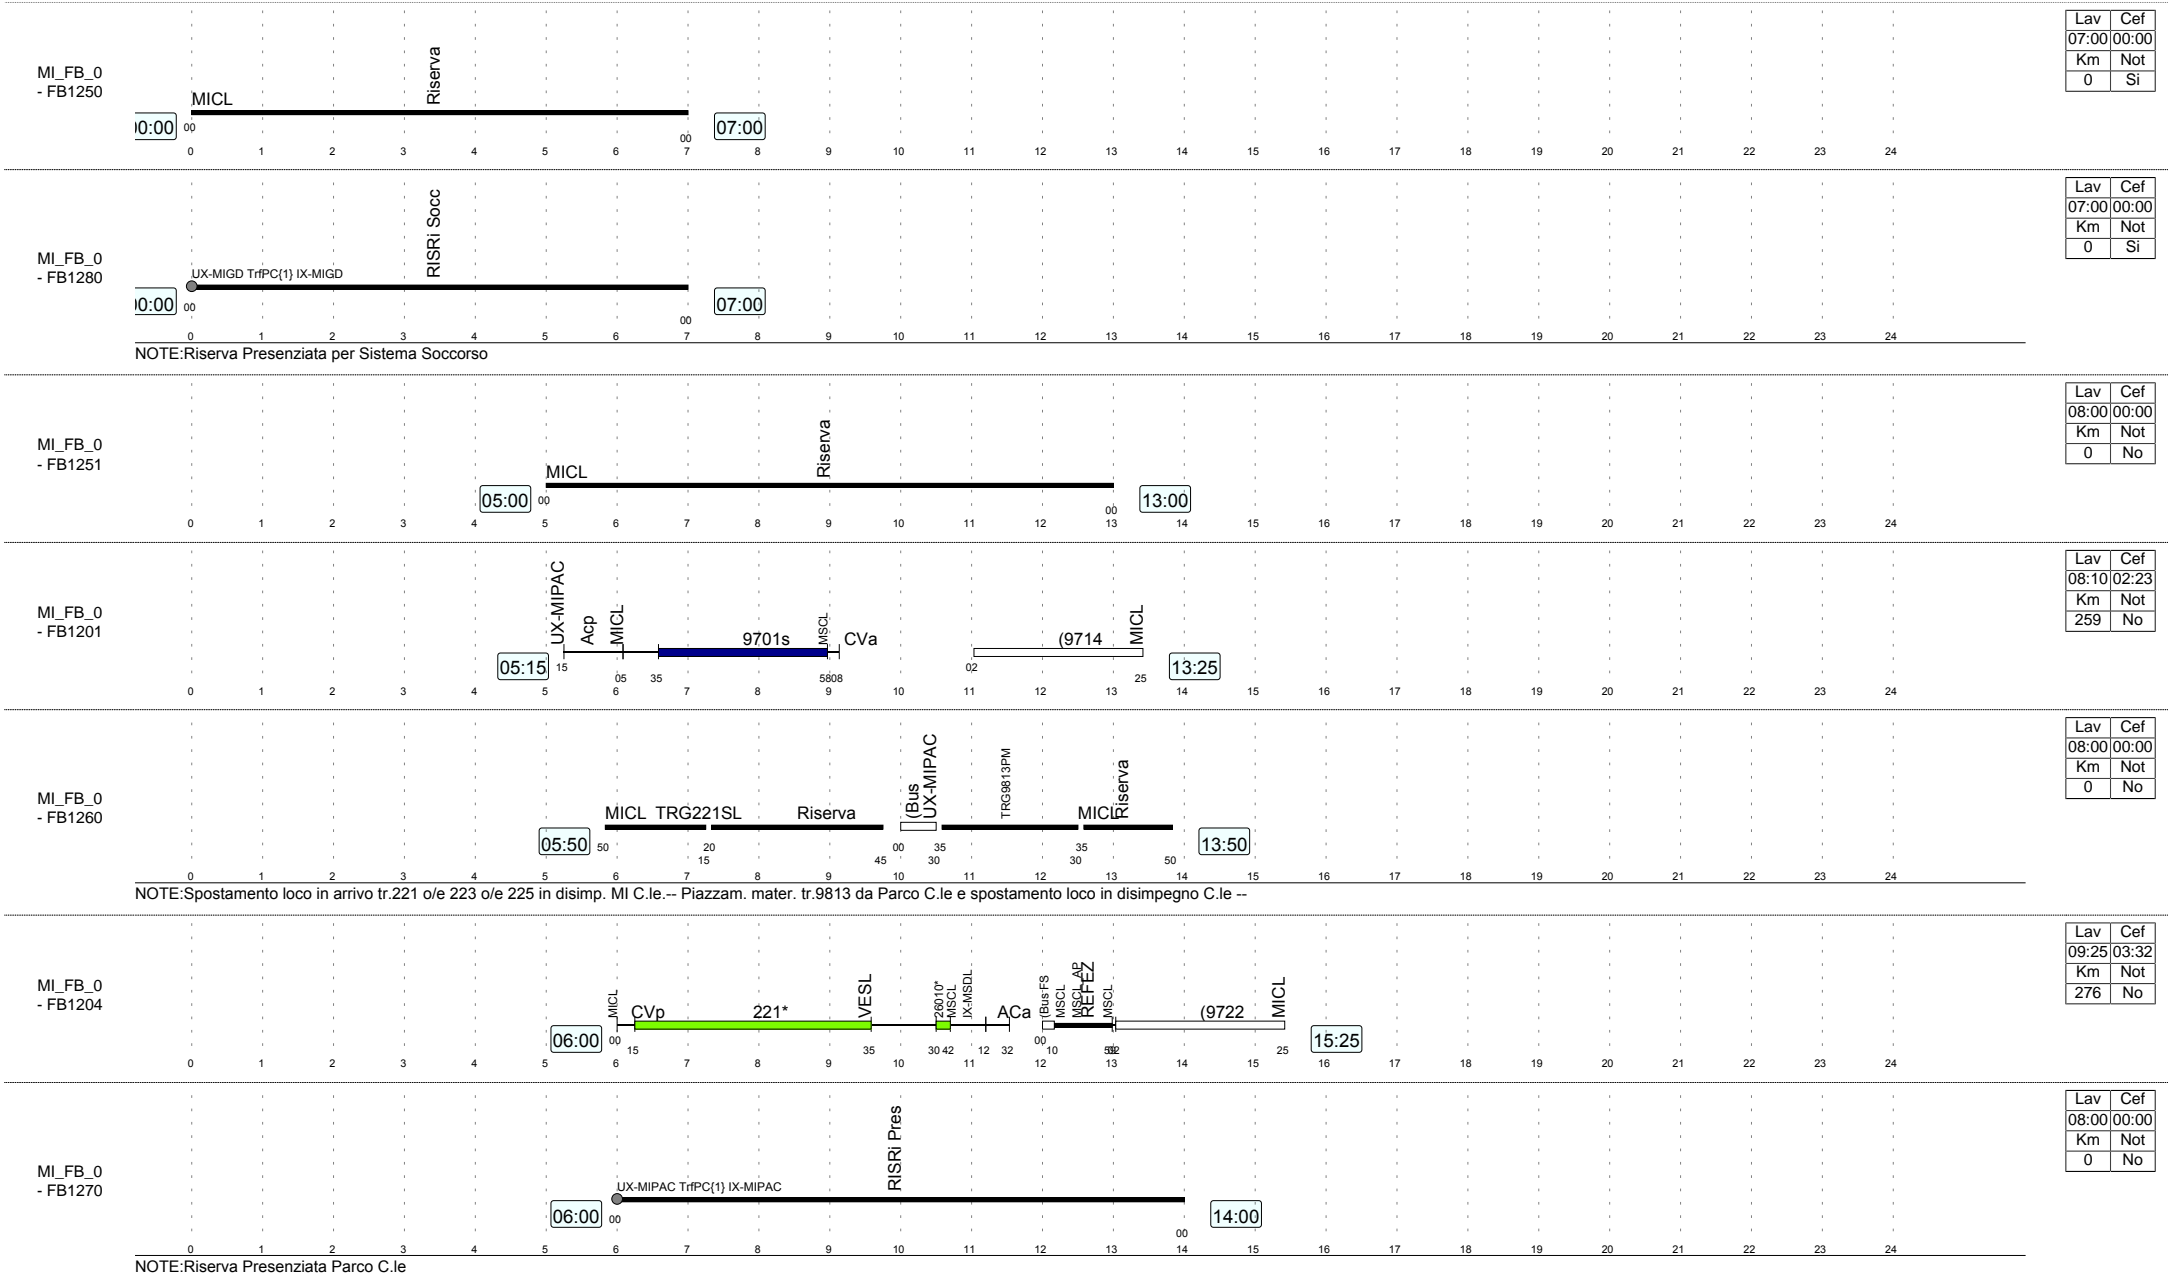 Riserva
Lav Cef
07:00 00:00
Km Not
0 Si
MI_FB_0
- FB1250
MICL
00:00 00 00 07:00
0 1 2 3 4 5 6 7 8 9 10 11 12 13 14 15 16 17 18 19 20 21 22 23 24
RISRi Socc
Lav Cef
07:00 00:00
Km Not
0 Si
MI_FB_0
- FB1280
UX-MIGD TrfPC{1} IX-MIGD
00:00 00 00 07:00
0 1 2 3 4 5 6 7 8 9 10 11 12 13 14 15 16 17 18 19 20 21 22 23 24
NOTE:Riserva Presenziata per Sistema Soccorso
Riserva
Lav Cef
08:00 00:00
Km Not
0 No
MI_FB_0
- FB1251
MICL
05:00 00 00 13:00
0 1 2 3 4 5 6 7 8 9 10 11 12 13 14 15 16 17 18 19 20 21 22 23 24
Lav Cef
08:10 02:23
Km Not
259 No
MI_FB_0
- FB1201
UX-MIPAC Acp MICL 9701s MSCL CVa (9714 MICL
05:15 15 05 35 58 08 02 25 13:25
0 1 2 3 4 5 6 7 8 9 10 11 12 13 14 15 16 17 18 19 20 21 22 23 24
Lav Cef
08:00 00:00
Km Not
0 No
MI_FB_0
- FB1260
MICL TRG221SL Riserva (Bus UX-MIPAC TRG9813PM MICL Riserva
05:50 50 20 00 35 35 13:50
15 45 30 30 50
0 1 2 3 4 5 6 7 8 9 10 11 12 13 14 15 16 17 18 19 20 21 22 23 24
NOTE:Spostamento loco in arrivo tr.221 o/e 223 o/e 225 in disimp. MI C.le.-- Piazzam. mater. tr.9813 da Parco C.le e spostamento loco in disimpegno C.le --
Lav Cef
09:25 03:32
Km Not
276 No
MI_FB_0
- FB1204
MICL CVp 221* VESL 26010* MSCL IX-MSDL ACa (Bus FS MSCL MSCL_AP REFEZ MSCL (9722 MICL
06:00 00 15 35 30 42 12 32 00 10 59 02 25 15:25
0 1 2 3 4 5 6 7 8 9 10 11 12 13 14 15 16 17 18 19 20 21 22 23 24
RISRi Pres
Lav Cef
08:00 00:00
Km Not
0 No
MI_FB_0
- FB1270
UX-MIPAC TrfPC{1} IX-MIPAC
06:00 00 00 14:00
0 1 2 3 4 5 6 7 8 9 10 11 12 13 14 15 16 17 18 19 20 21 22 23 24
NOTE:Riserva Presenziata Parco C.le